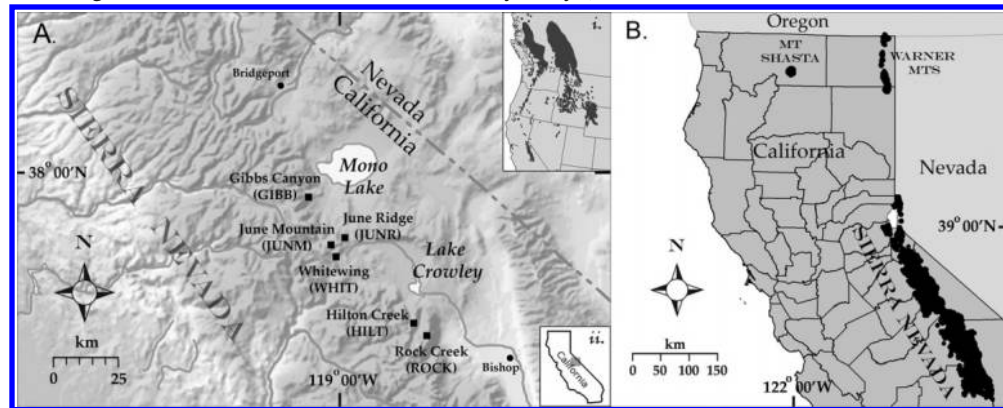 A.
Bridgeport
Nevada
California
i.
SIERRA NEVADA
38°00'N
Mono
Lake
Gibbs Canyon
(GIBB)
June Ridge
(JUNR)
June Mountain
(JUNM)
Whitewing
(WHIT)
Lake
Crowley
N
Hilton Creek
(HILT)
Rock Creek
(ROCK)
Bishop
km
0 25
119°00'W
ii.
California
B.
Oregon
MT
SHASTA
WARNER
MTS
California
Nevada
39°00'N
SIERRA NEVADA
N
km
0 50 100 150
122°00'W